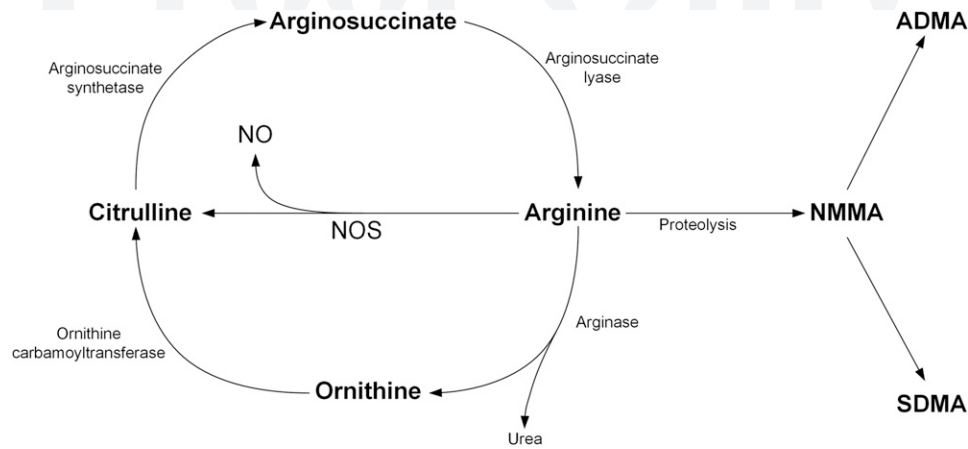 Arginosuccinate
ADMA
Arginosuccinate
synthetase
Arginosuccinate
lyase
NO
Citrulline
NOS
Arginine
Proteolysis
NMMA
Ornithine
carbamoyltransferase
Arginase
Ornithine
SDMA
Urea